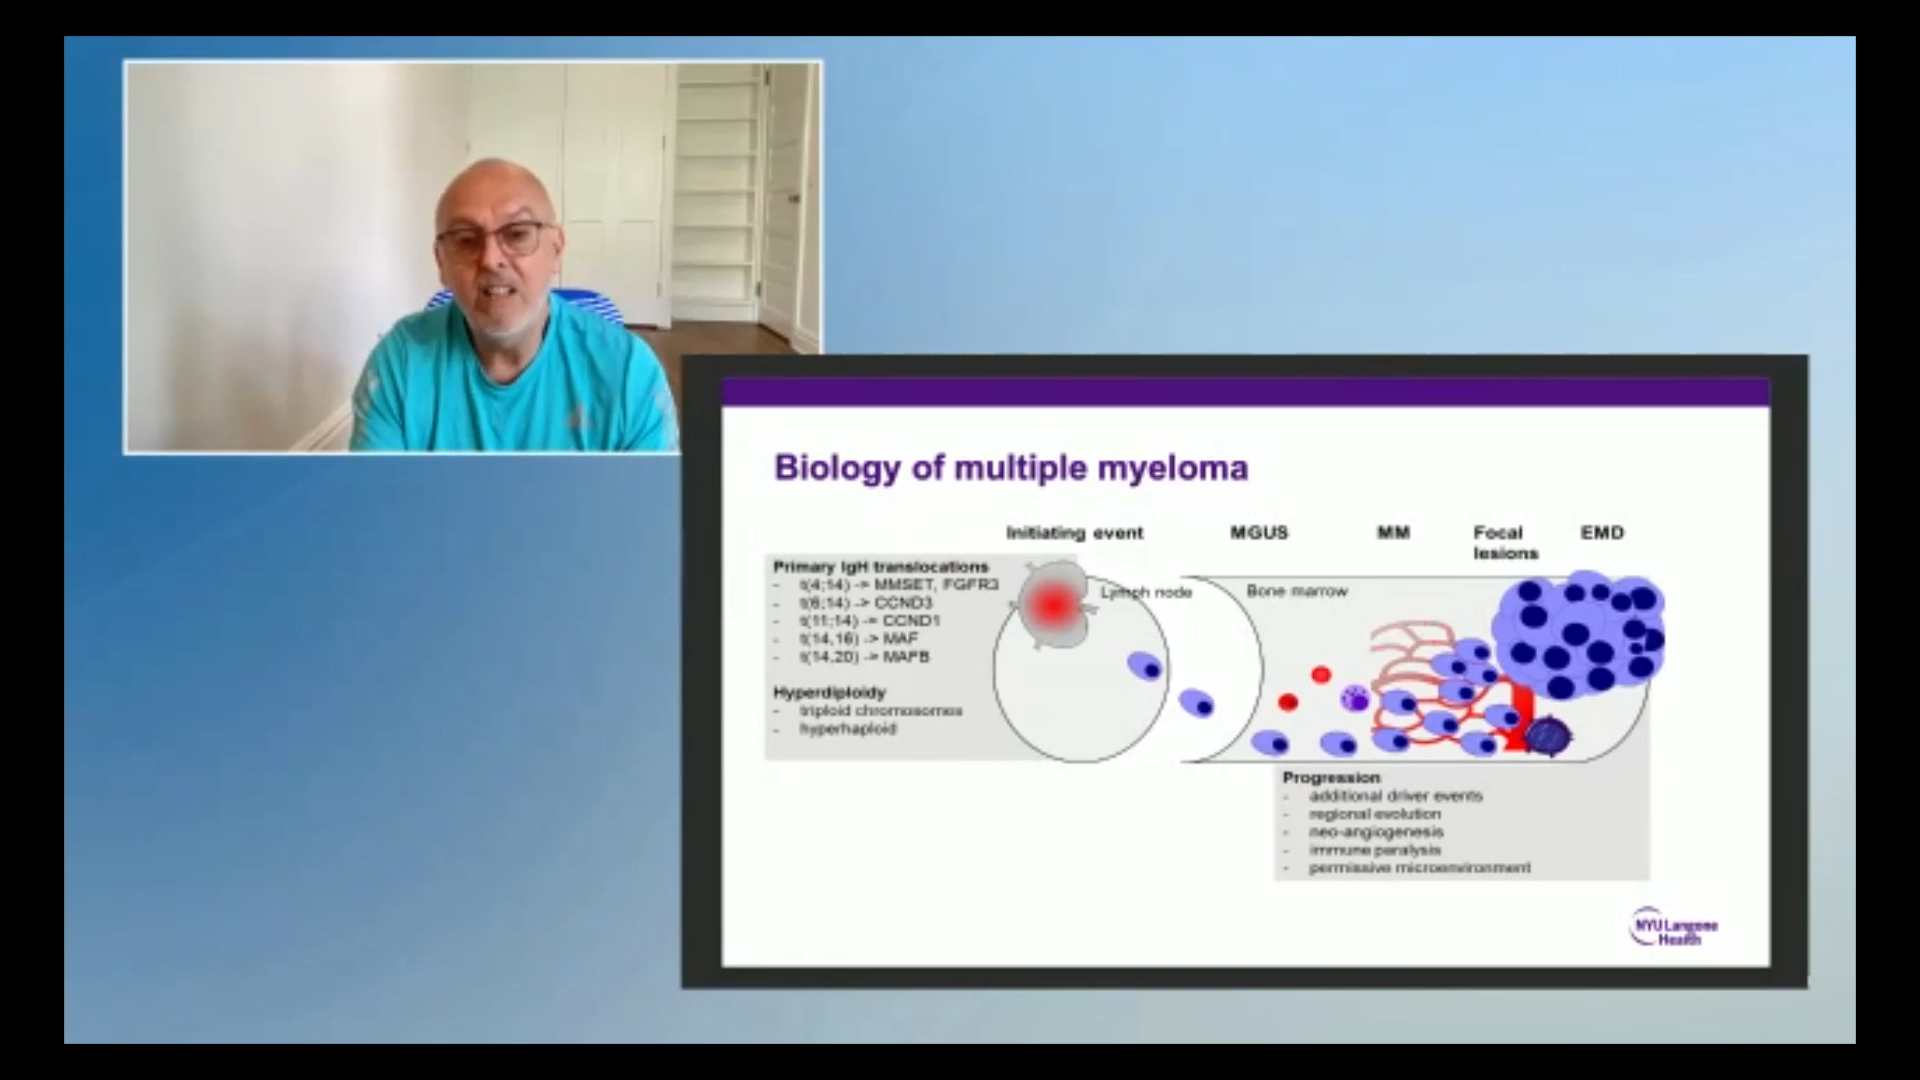 Biology of multiple myeloma
Initiating event
MGUS
MM
Focal
lesions
EMD
Primary IgH translocations
- t(4;14) -> MMSET, FGFR3
- t(6;14) -> CCND3
- t(11;14) -> CCND1
- t(14,16) -> MAF
- t(14,20) -> MAFB
Hyperdiploidy
- triploid chromosomes
- hyperhaploid
Lymph node
Bone marrow
Progression
- additional driver events
- regional evolution
- neo-angiogenesis
- immune paralysis
- permissive microenvironment
NYU Langone
Health